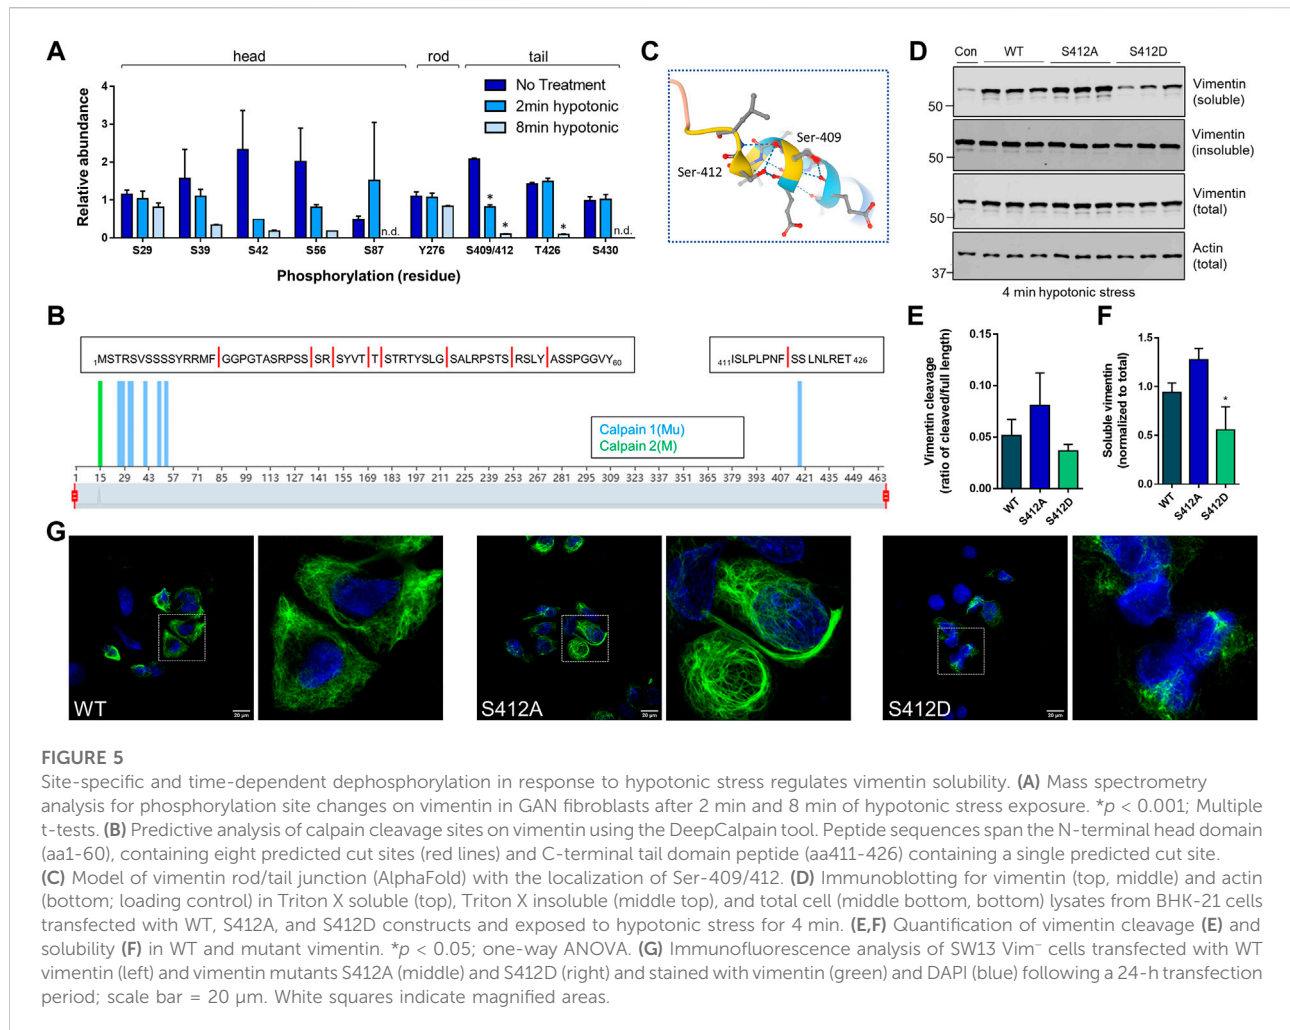 A
head
rod
tail
No Treatment
2min hypotonic
8min hypotonic
Relative abundance
4
3
2
1
0
*
*
*
n.d.
n.d.
S29 S39 S42 S56 S87 Y276 S409/412 T426 S430
Phosphorylation (residue)
B
1MSTRSVSSSSYRRMF GGPGTASRPSS SR SYVT T STRTYSLG SALRPSTS RSLY ASSPGGVY60
411ISLPLPNF SS LNLRET 426
Calpain 1(Mu)
Calpain 2(M)
1 15 29 43 57 71 85 99 113 127 141 155 169 183 197 211 225 239 253 267 281 295 309 323 337 351 365 379 393 407 421 435 449 463
C
Ser-409
Ser-412
D
Con WT S412A S412D
50
Vimentin
(soluble)
50
Vimentin
(insoluble)
50
Vimentin
(total)
37
Actin
(total)
4 min hypotonic stress
E
Vimentin cleavage
(ratio of cleaved/full length)
0.15
0.10
0.05
0.00
WT S412A S412D
F
Soluble vimentin
(normalized to total)
1.5
1.0
0.5
0.0
*
WT S412A S412D
G
WT
20 µm
S412A
20 µm
S412D
20 µm
FIGURE 5
Site-specific and time-dependent dephosphorylation in response to hypotonic stress regulates vimentin solubility. (A) Mass spectrometry
analysis for phosphorylation site changes on vimentin in GAN fibroblasts after 2 min and 8 min of hypotonic stress exposure. *p < 0.001; Multiple
t-tests. (B) Predictive analysis of calpain cleavage sites on vimentin using the DeepCalpain tool. Peptide sequences span the N-terminal head domain
(aa1-60), containing eight predicted cut sites (red lines) and C-terminal tail domain peptide (aa411-426) containing a single predicted cut site.
(C) Model of vimentin rod/tail junction (AlphaFold) with the localization of Ser-409/412. (D) Immunoblotting for vimentin (top, middle) and actin
(bottom; loading control) in Triton X soluble (top), Triton X insoluble (middle top), and total cell (middle bottom, bottom) lysates from BHK-21 cells
transfected with WT, S412A, and S412D constructs and exposed to hypotonic stress for 4 min. (E,F) Quantification of vimentin cleavage (E) and
solubility (F) in WT and mutant vimentin. *p < 0.05; one-way ANOVA. (G) Immunofluorescence analysis of SW13 Vim⁻ cells transfected with WT
vimentin (left) and vimentin mutants S412A (middle) and S412D (right) and stained with vimentin (green) and DAPI (blue) following a 24-h transfection
period; scale bar = 20 µm. White squares indicate magnified areas.